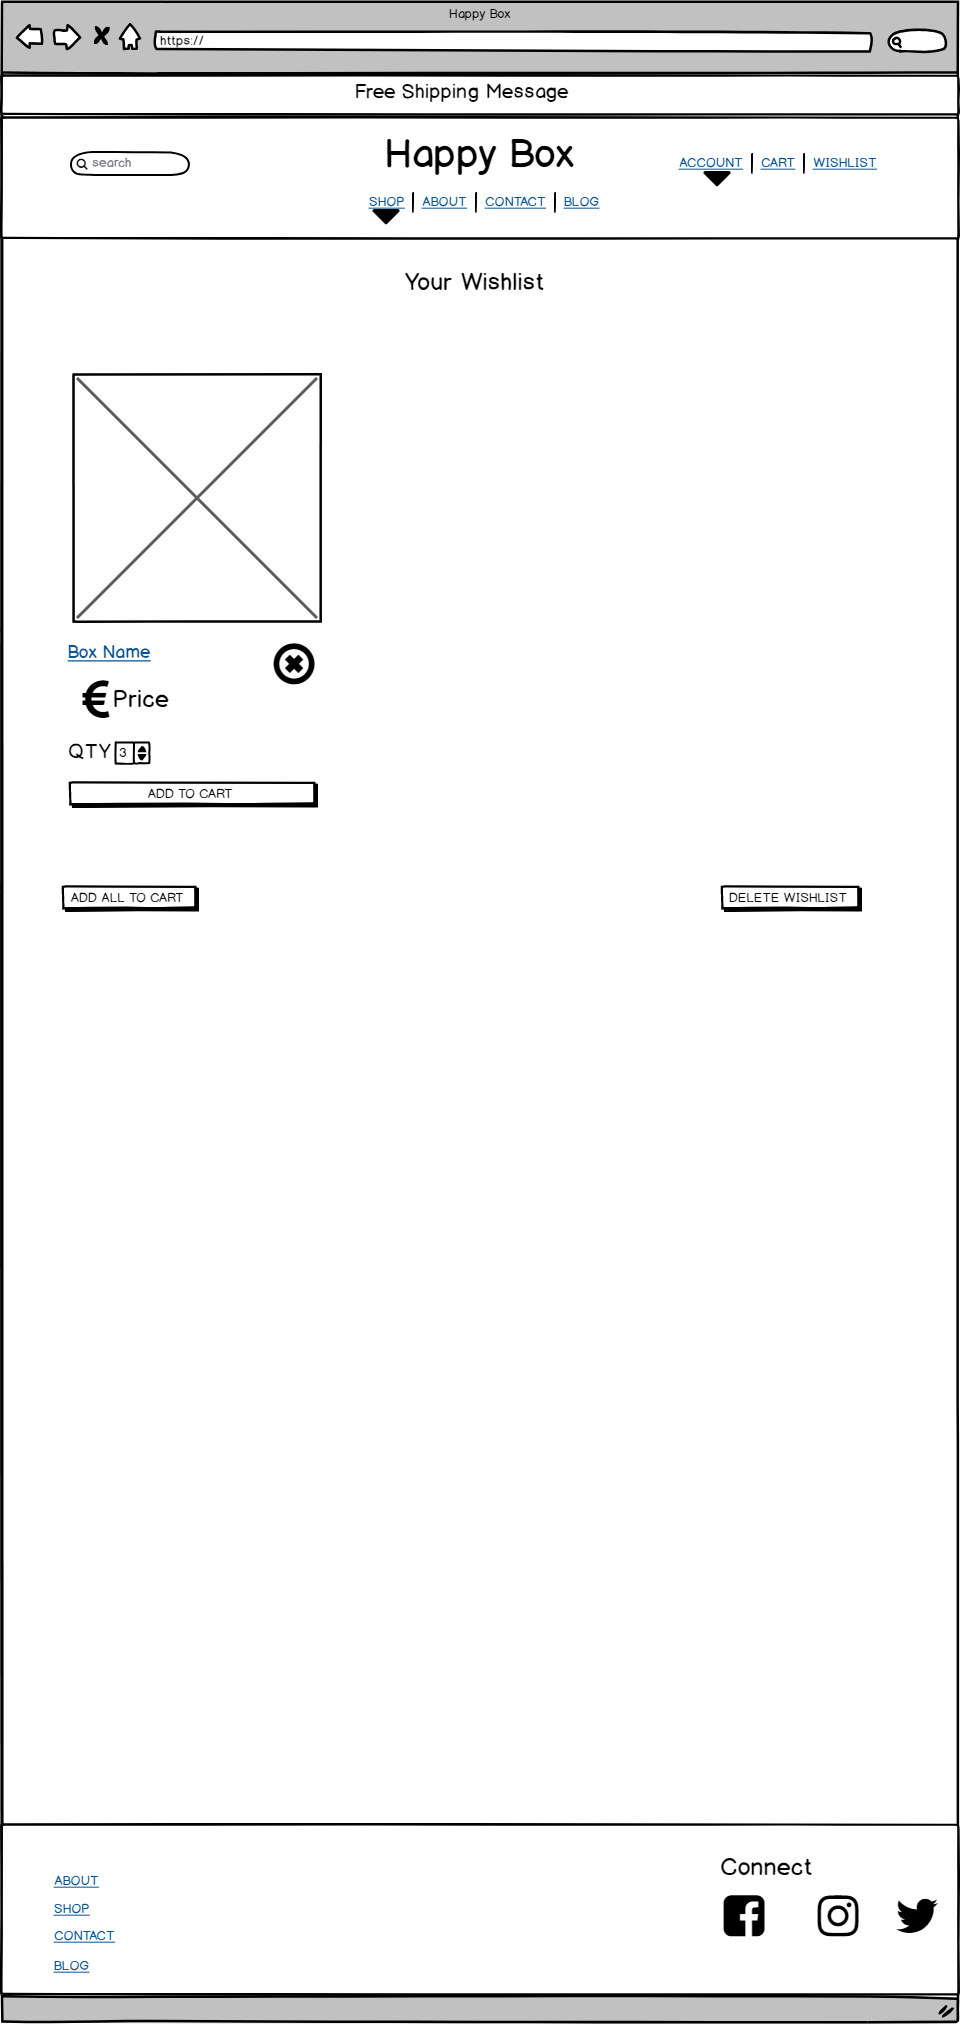 Happy Box
https://
Free Shipping Message
search
Happy Box
ACCOUNT | CART | WISHLIST
SHOP | ABOUT | CONTACT | BLOG
Your Wishlist
Box Name
€ Price
QTY 3
ADD TO CART
ADD ALL TO CART
DELETE WISHLIST
ABOUT
SHOP
CONTACT
BLOG
Connect